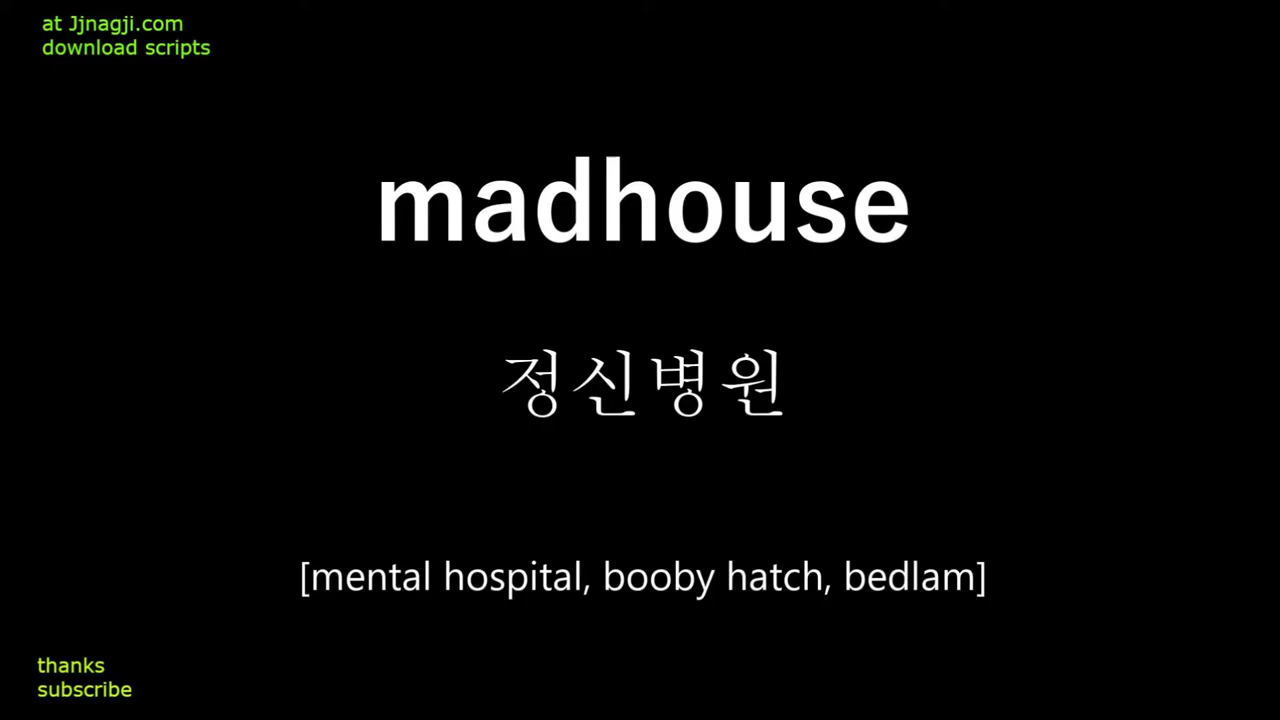 at Jjnagji.com
download scripts
madhouse
정신병원
[mental hospital, booby hatch, bedlam]
thanks
subscribe